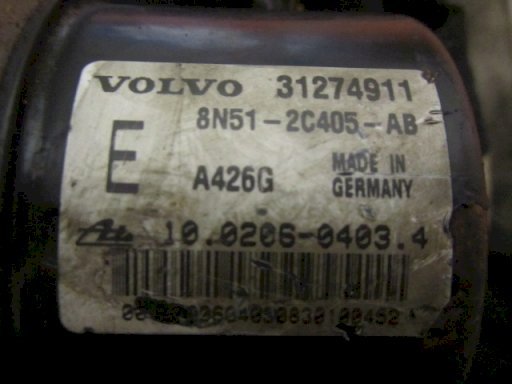 VOLVO 31274911
8N51-2C405-AB
E A426G MADE IN
GERMANY
10.0206-0403.4